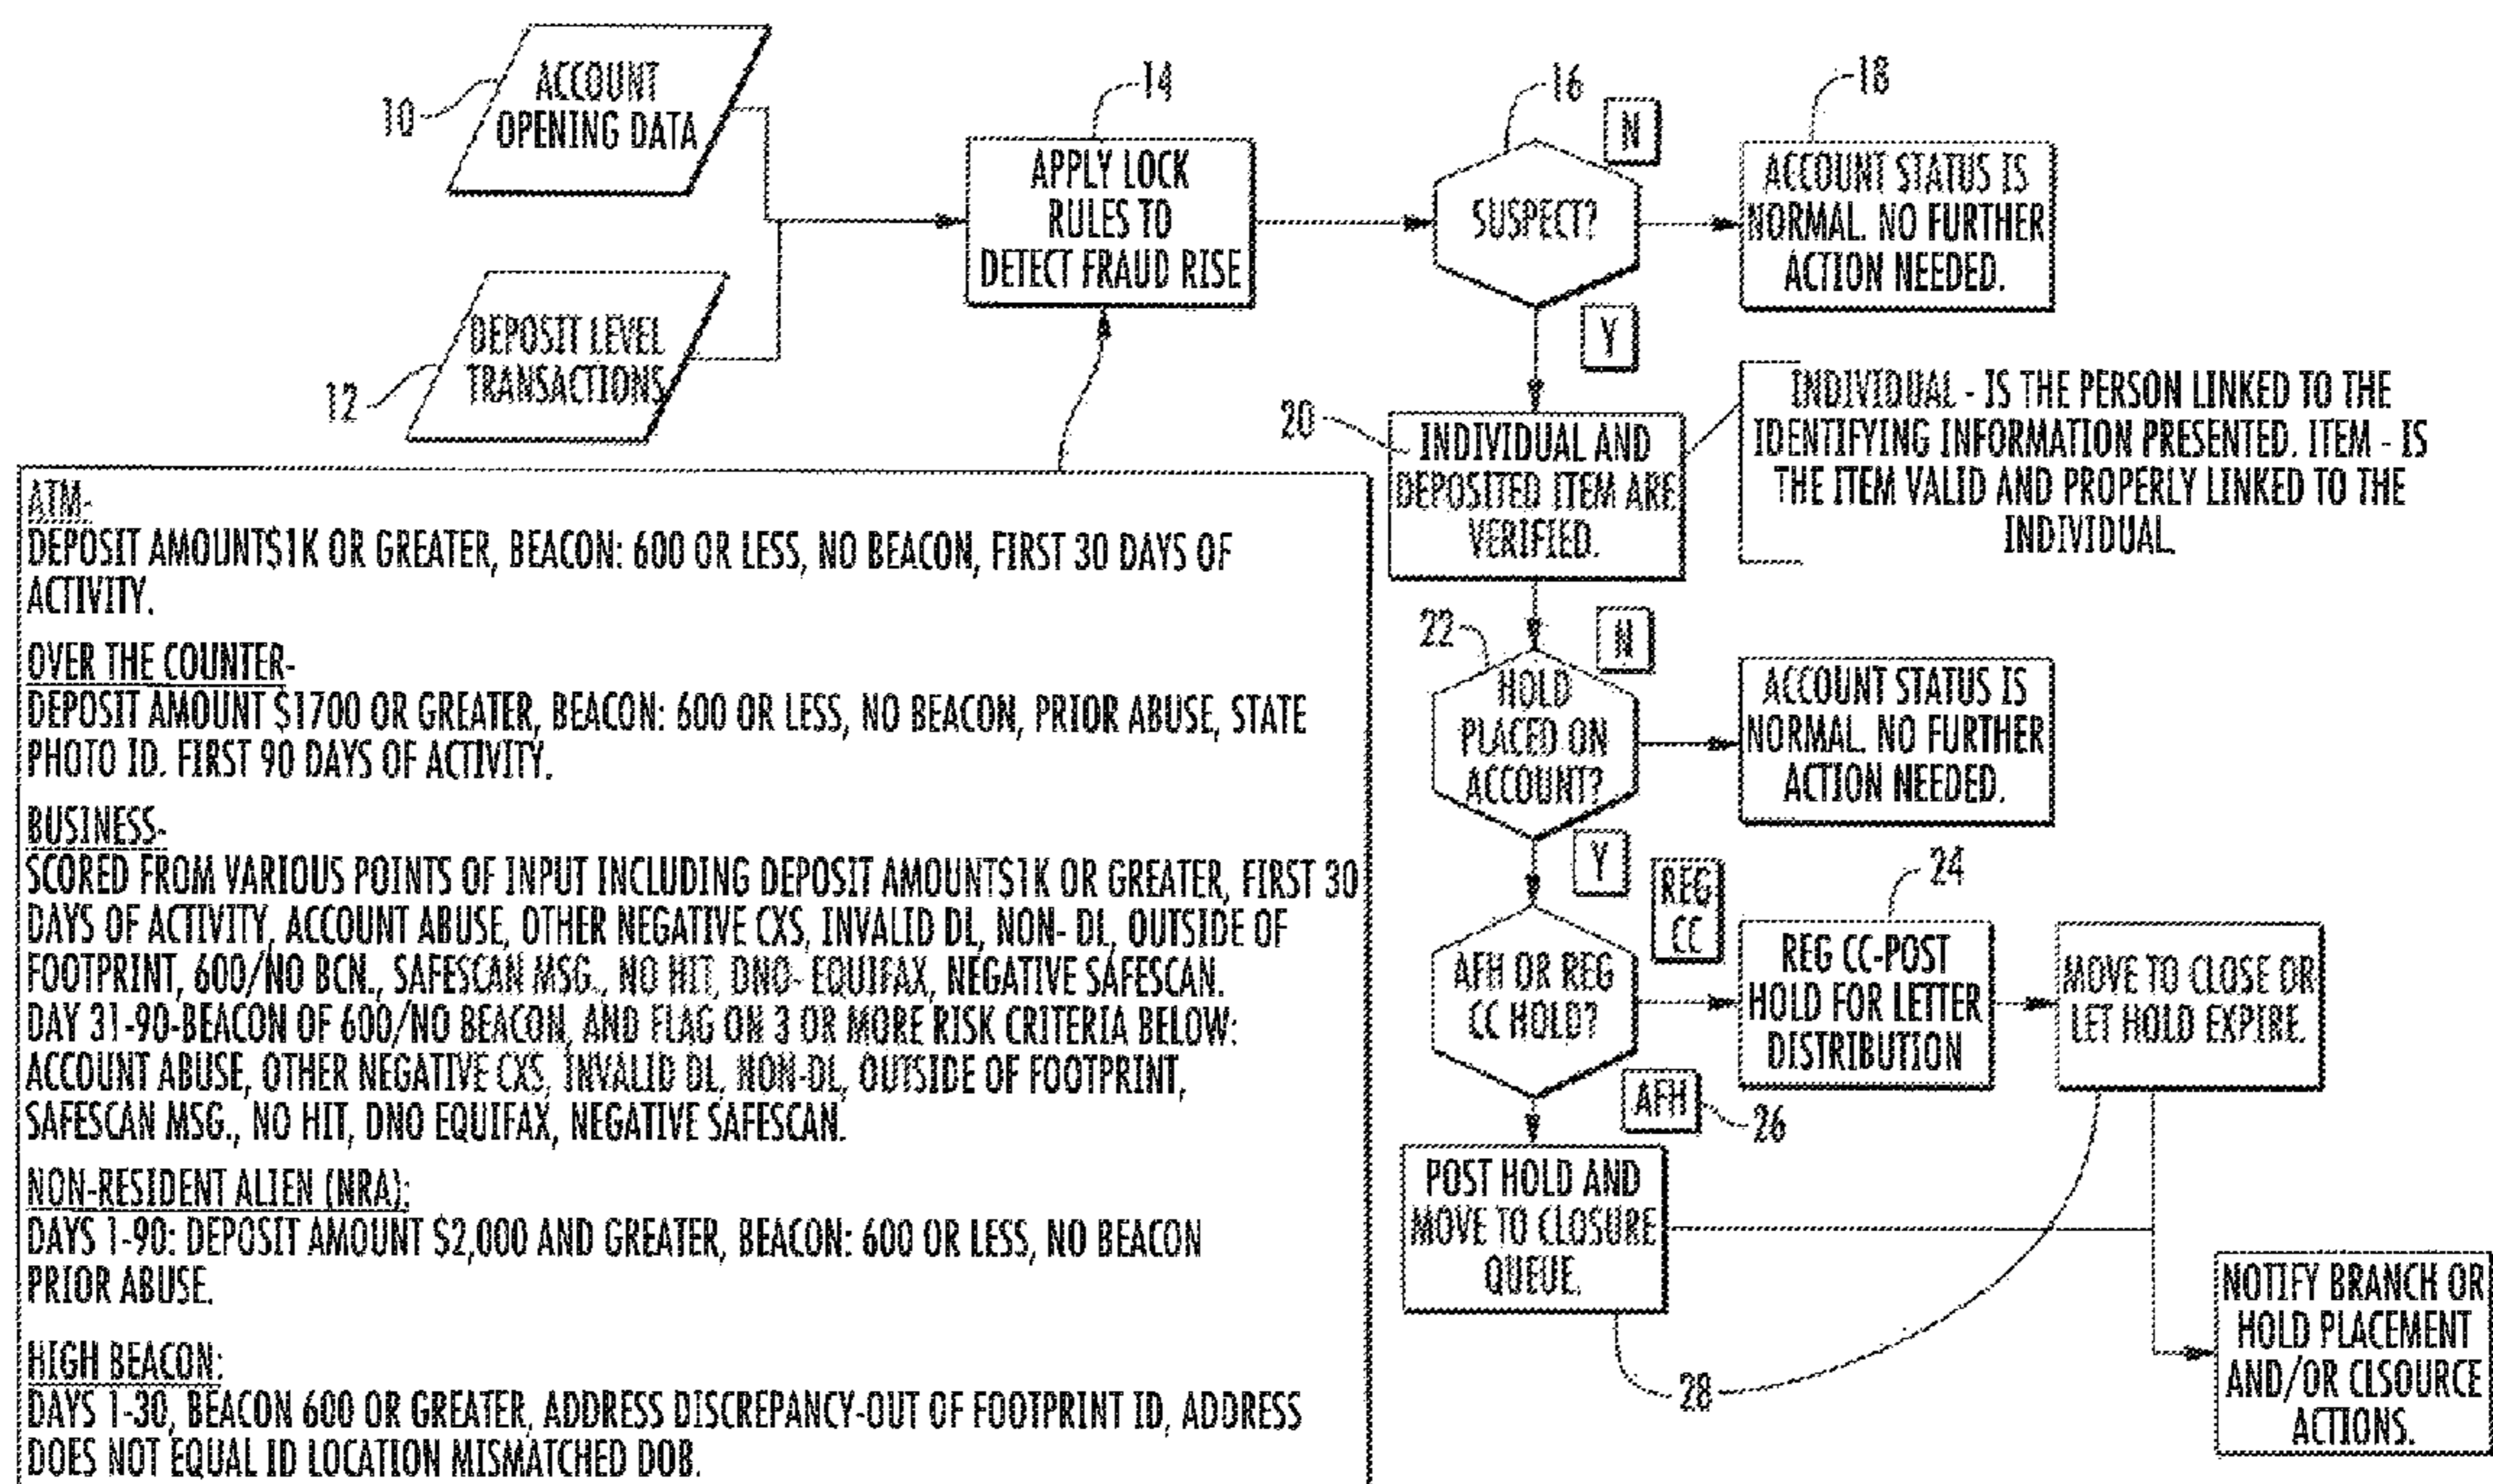 10
ACCOUNT
OPENING DATA
12
DEPOSIT LEVEL
TRANSACTIONS
14
APPLY LOCK
RULES TO
DETECT FRAUD RISE
16
SUSPECT?
N
18
ACCOUNT STATUS IS
NORMAL. NO FURTHER
ACTION NEEDED.
Y
20
INDIVIDUAL AND
DEPOSITED ITEM ARE
VERIFIED.
INDIVIDUAL - IS THE PERSON LINKED TO THE
IDENTIFYING INFORMATION PRESENTED. ITEM - IS
THE ITEM VALID AND PROPERLY LINKED TO THE
INDIVIDUAL.
22
HOLD
PLACED ON
ACCOUNT?
N
ACCOUNT STATUS IS
NORMAL. NO FURTHER
ACTION NEEDED.
Y
AFH OR REG
CC HOLD?
REG
CC
24
REG CC-POST
HOLD FOR LETTER
DISTRIBUTION
MOVE TO CLOSE OR
LET HOLD EXPIRE.
AFH
26
POST HOLD AND
MOVE TO CLOSURE
QUEUE.
28
NOTIFY BRANCH OR
HOLD PLACEMENT
AND/OR CLSOURCE
ACTIONS.
ATM-
DEPOSIT AMOUNT$1K OR GREATER, BEACON: 600 OR LESS, NO BEACON, FIRST 30 DAYS OF
ACTIVITY.
OVER THE COUNTER-
DEPOSIT AMOUNT $1700 OR GREATER, BEACON: 600 OR LESS, NO BEACON, PRIOR ABUSE, STATE
PHOTO ID. FIRST 90 DAYS OF ACTIVITY.
BUSINESS-
SCORED FROM VARIOUS POINTS OF INPUT INCLUDING DEPOSIT AMOUNT$1K OR GREATER, FIRST 30
DAYS OF ACTIVITY, ACCOUNT ABUSE, OTHER NEGATIVE CXS, INVALID DL, NON- DL, OUTSIDE OF
FOOTPRINT, 600/NO BCN., SAFESCAN MSG., NO HIT, DNO- EQUIFAX, NEGATIVE SAFESCAN.
DAY 31-90-BEACON OF 600/NO BEACON, AND FLAG ON 3 OR MORE RISK CRITERIA BELOW:
ACCOUNT ABUSE, OTHER NEGATIVE CXS, INVALID DL, NON-DL, OUTSIDE OF FOOTPRINT,
SAFESCAN MSG., NO HIT, DNO EQUIFAX, NEGATIVE SAFESCAN.
NON-RESIDENT ALIEN (NRA):
DAYS 1-90: DEPOSIT AMOUNT $2,000 AND GREATER, BEACON: 600 OR LESS, NO BEACON
PRIOR ABUSE.
HIGH BEACON:
DAYS 1-30, BEACON 600 OR GREATER, ADDRESS DISCREPANCY-OUT OF FOOTPRINT ID, ADDRESS
DOES NOT EQUAL ID LOCATION MISMATCHED DOB.